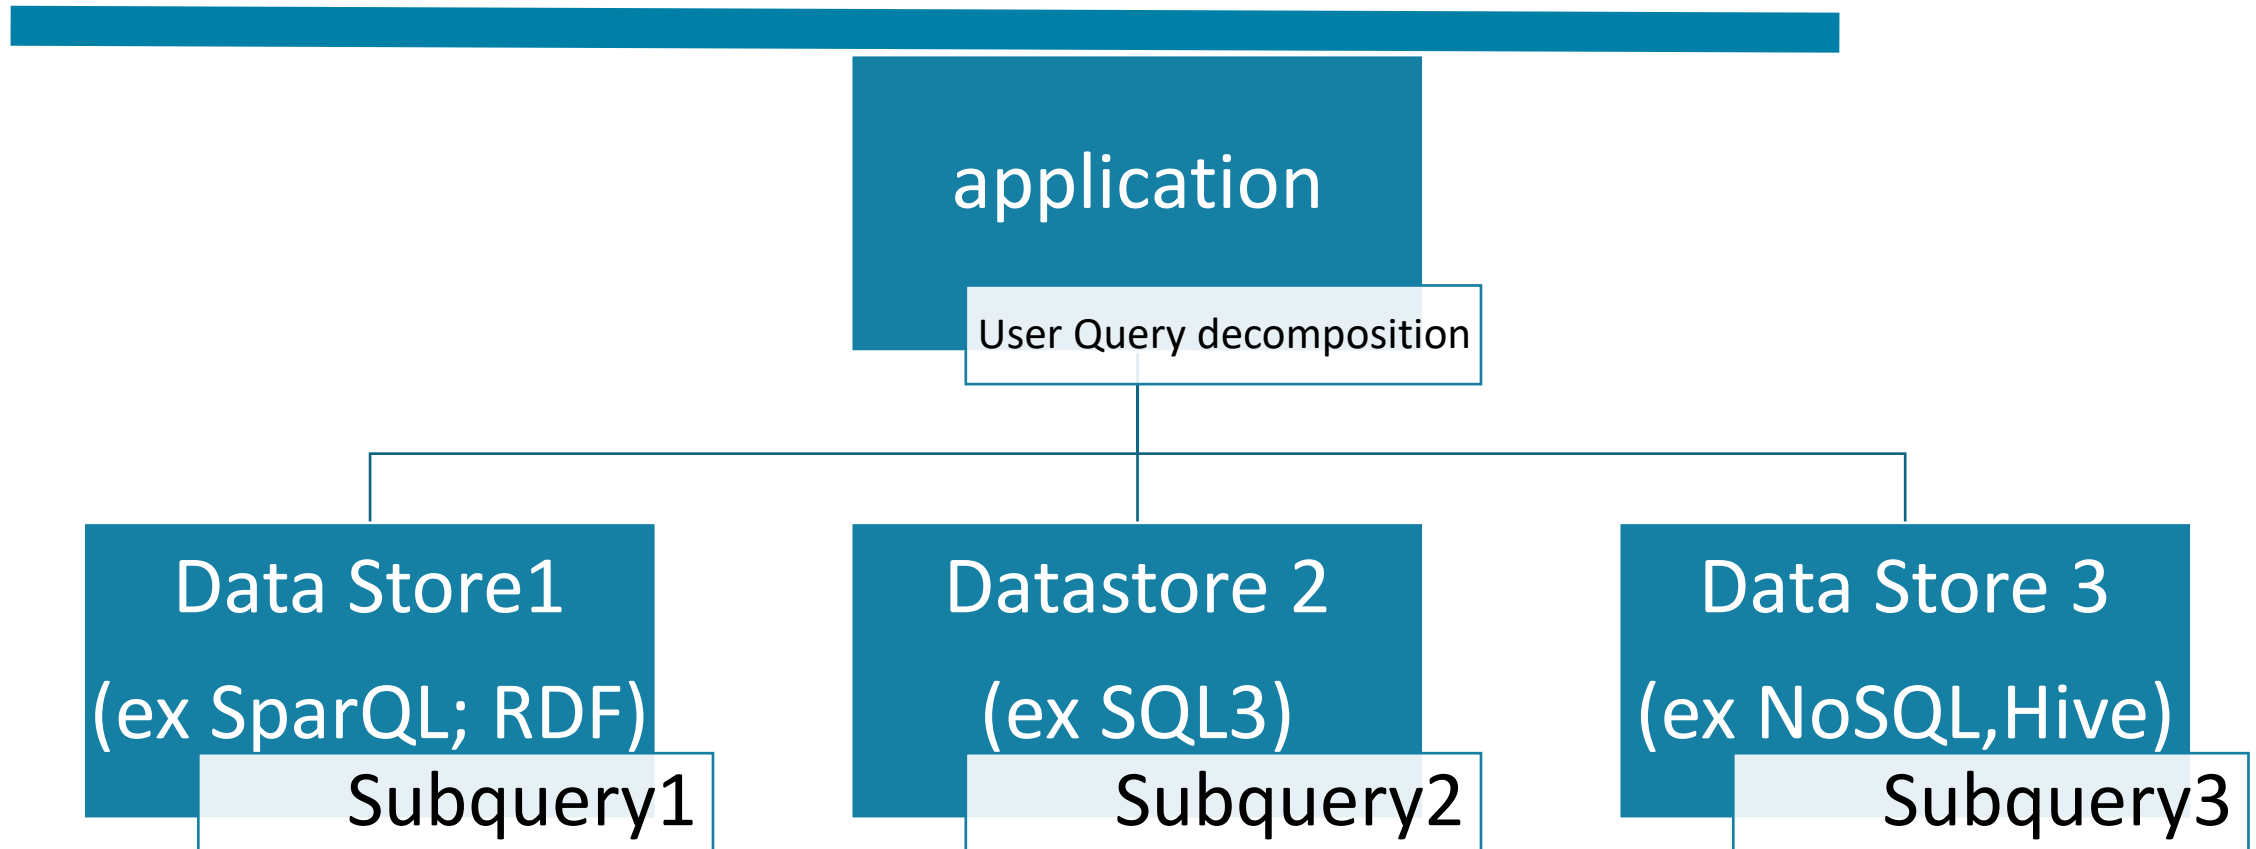 application
User Query decomposition
Data Store1
(ex SparQL; RDF)
Subquery1
Datastore 2
(ex SQL3)
Subquery2
Data Store 3
(ex NoSQL,Hive)
Subquery3